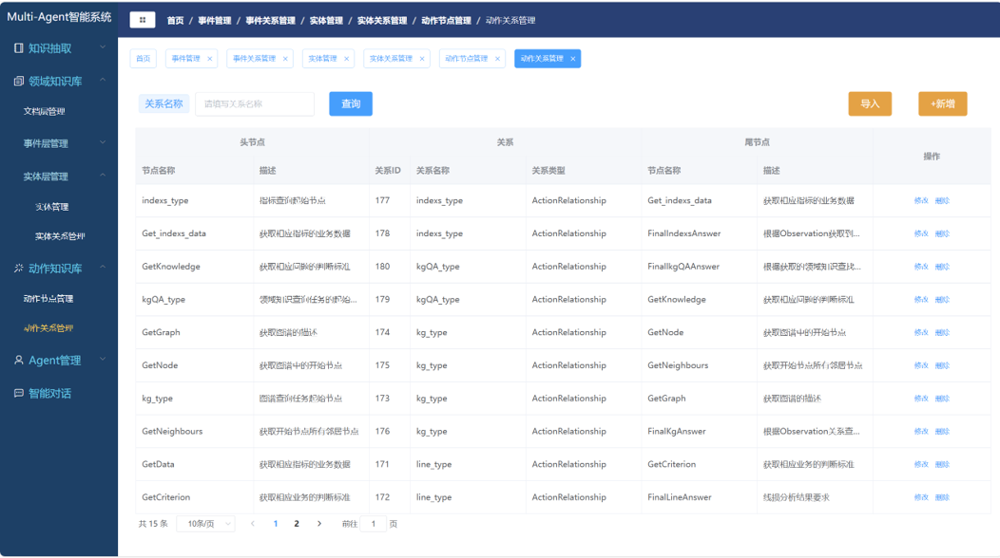 Multi-Agent智能系统
首页 / 事件管理 / 事件关系管理 / 实体管理 / 实体关系管理 / 动作节点管理 / 动作关系管理
知识抽取
领域知识库
文档层管理
事件层管理
实体层管理
实体管理
实体关系管理
动作知识库
动作节点管理
动作关系管理
Agent管理
智能对话
首页 事件管理 × 事件关系管理 × 实体管理 × 实体关系管理 × 动作节点管理 × 动作关系管理 ×
关系名称 请填写关系名称 查询 导入 +新增
头节点 关系 尾节点 操作
节点名称 描述 关系ID 关系名称 关系类型 节点名称 描述
indexs_type 指标查询起始节点 177 indexs_type ActionRelationship Get_indexs_data 获取相应指标的业务数据 修改 删除
Get_indexs_data 获取相应指标的业务数据 178 indexs_type ActionRelationship FinalIndexsAnswer 根据Observation获取到... 修改 删除
GetKnowledge 获取相应问题的判断标准 180 kgQA_type ActionRelationship FinalkgQAAnswer 根据获取的领域知识查找... 修改 删除
kgQA_type 领域知识查询任务的起始... 179 kgQA_type ActionRelationship GetKnowledge 获取相应问题的判断标准 修改 删除
GetGraph 获取图谱的描述 174 kg_type ActionRelationship GetNode 获取图谱中的开始节点 修改 删除
GetNode 获取图谱中的开始节点 175 kg_type ActionRelationship GetNeighbours 获取开始节点所有邻居节点 修改 删除
kg_type 图谱查询任务起始节点 173 kg_type ActionRelationship GetGraph 获取图谱的描述 修改 删除
GetNeighbours 获取开始节点所有邻居节点 176 kg_type ActionRelationship FinalKgAnswer 根据Observation关系查... 修改 删除
GetData 获取相应指标的业务数据 171 line_type ActionRelationship GetCriterion 获取相应业务的判断标准 修改 删除
GetCriterion 获取相应业务的判断标准 172 line_type ActionRelationship FinalLineAnswer 线损分析结果要求 修改 删除
共 15 条 10条/页 < 1 2 > 前往 1 页